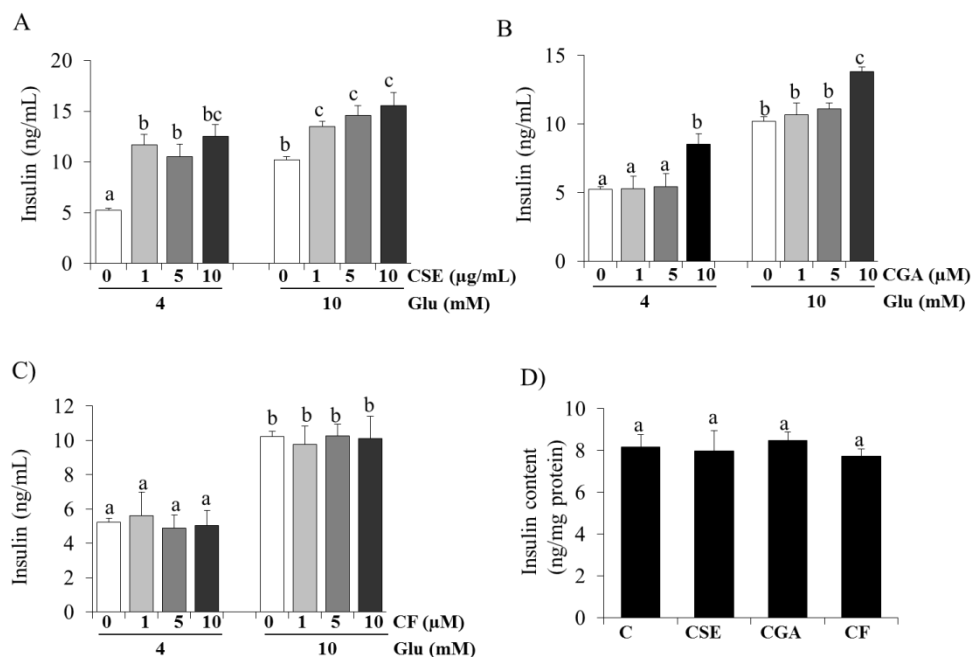 A
Insulin (ng/mL)
20
15
10
5
0
a
b
b
bc
b
c
c
c
0 1 5 10 0 1 5 10 CSE (μg/mL)
4 10 Glu (mM)
B
Insulin (ng/mL)
15
10
5
0
a
a
a
b
b
b
b
c
0 1 5 10 0 1 5 10 CGA (μM)
4 10 Glu (mM)
C)
Insulin (ng/mL)
12
10
8
6
4
2
0
a
a
a
a
b
b
b
b
0 1 5 10 0 1 5 10 CF (μM)
4 10 Glu (mM)
D)
Insulin content
(ng/mg protein)
10
8
6
4
2
0
a
a
a
a
C CSE CGA CF